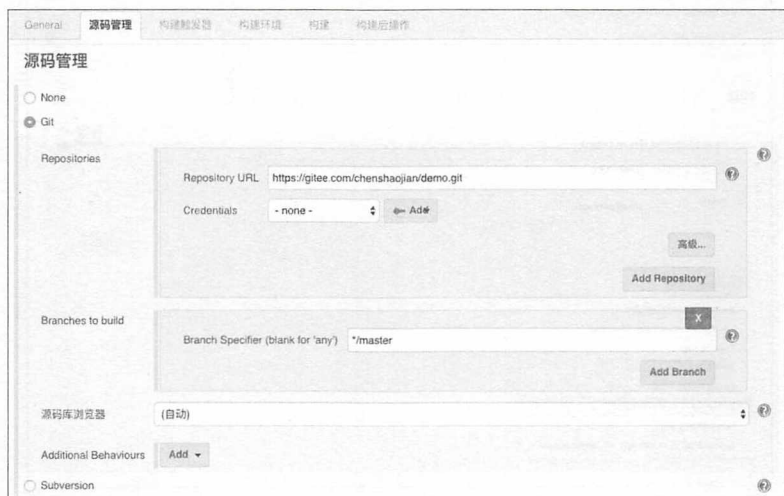 General 源码管理 构建触发器 构建环境 构建 构建后操作
源码管理
None
Git
Repositories
Repository URL https://gitee.com/chenshaojian/demo.git
Credentials - none - Add
高级...
Add Repository
Branches to build
X
Branch Specifier (blank for 'any') */master
Add Branch
源码库浏览器 (自动)
Additional Behaviours Add
Subversion